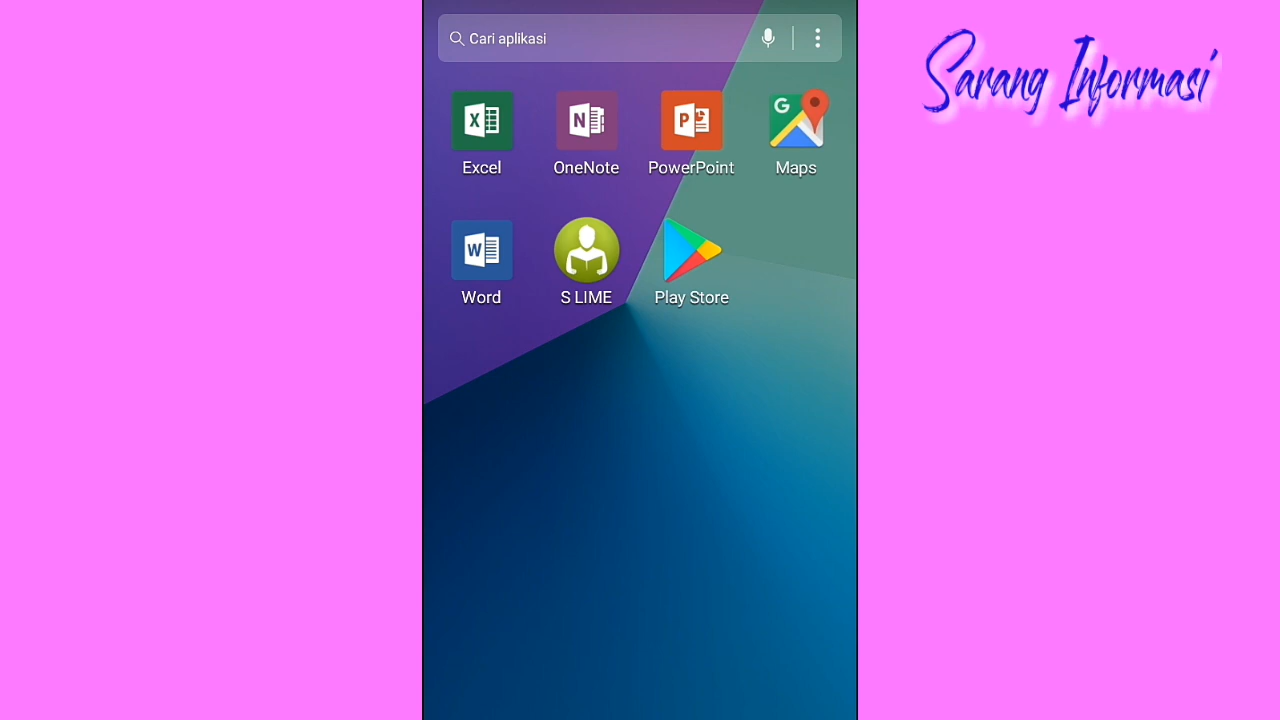 Cari aplikasi
Sarang Informasi
Excel
OneNote
PowerPoint
Maps
Word
S LIME
Play Store